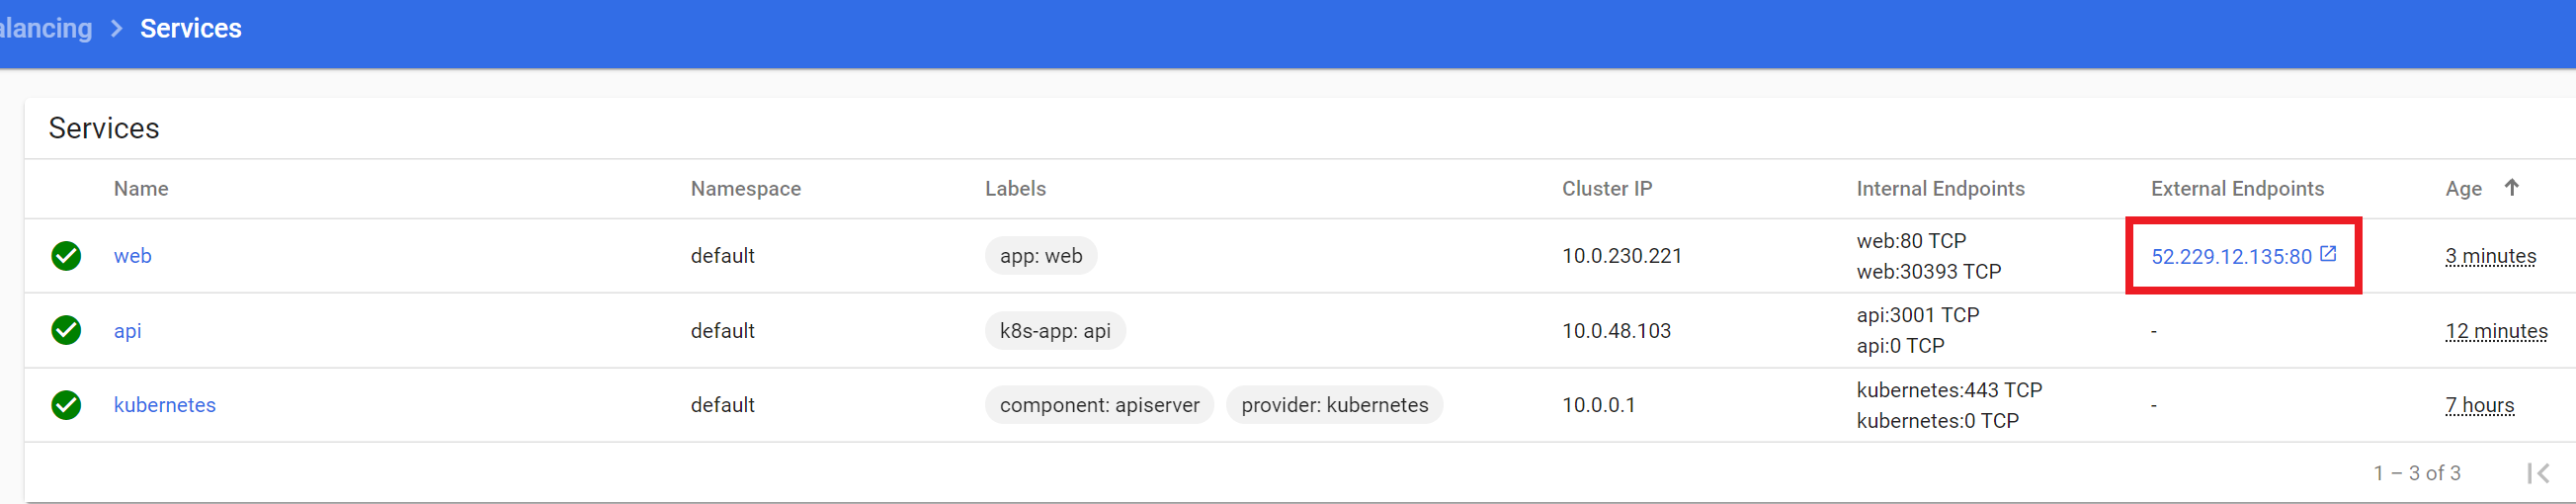 Services
Services
Name Namespace Labels Cluster IP Internal Endpoints External Endpoints Age
web default app: web 10.0.230.221 web:80 TCP 52.229.12.135:80 3 minutes
web:30393 TCP
api default k8s-app: api 10.0.48.103 api:3001 TCP - 12 minutes
api:0 TCP
kubernetes default component: apiserver provider: kubernetes 10.0.0.1 kubernetes:443 TCP - 7 hours
kubernetes:0 TCP
1 – 3 of 3